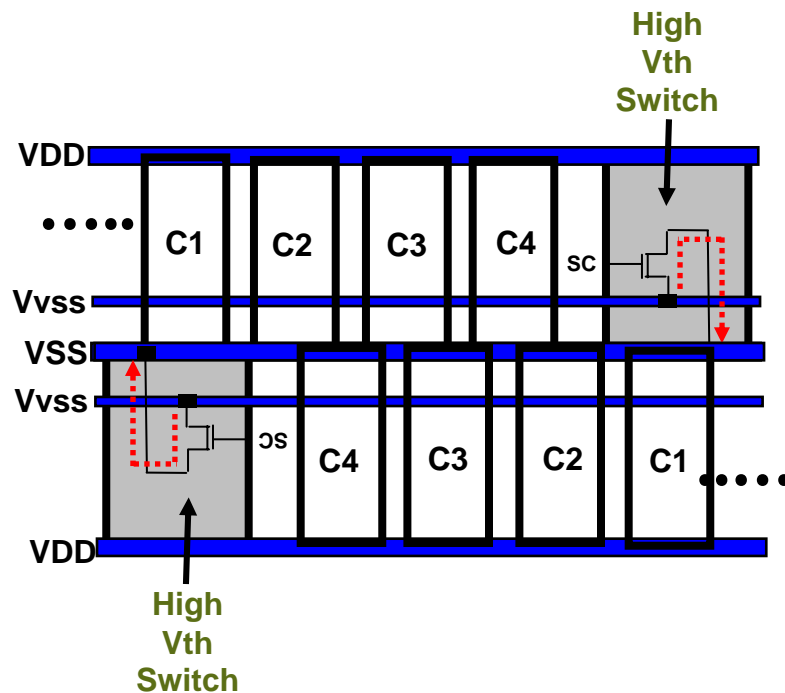 High
Vth
Switch
VDD
C1 C2 C3 C4
SC
Vvss
VSS
Vvss
SC
C4 C3 C2 C1
VDD
High
Vth
Switch